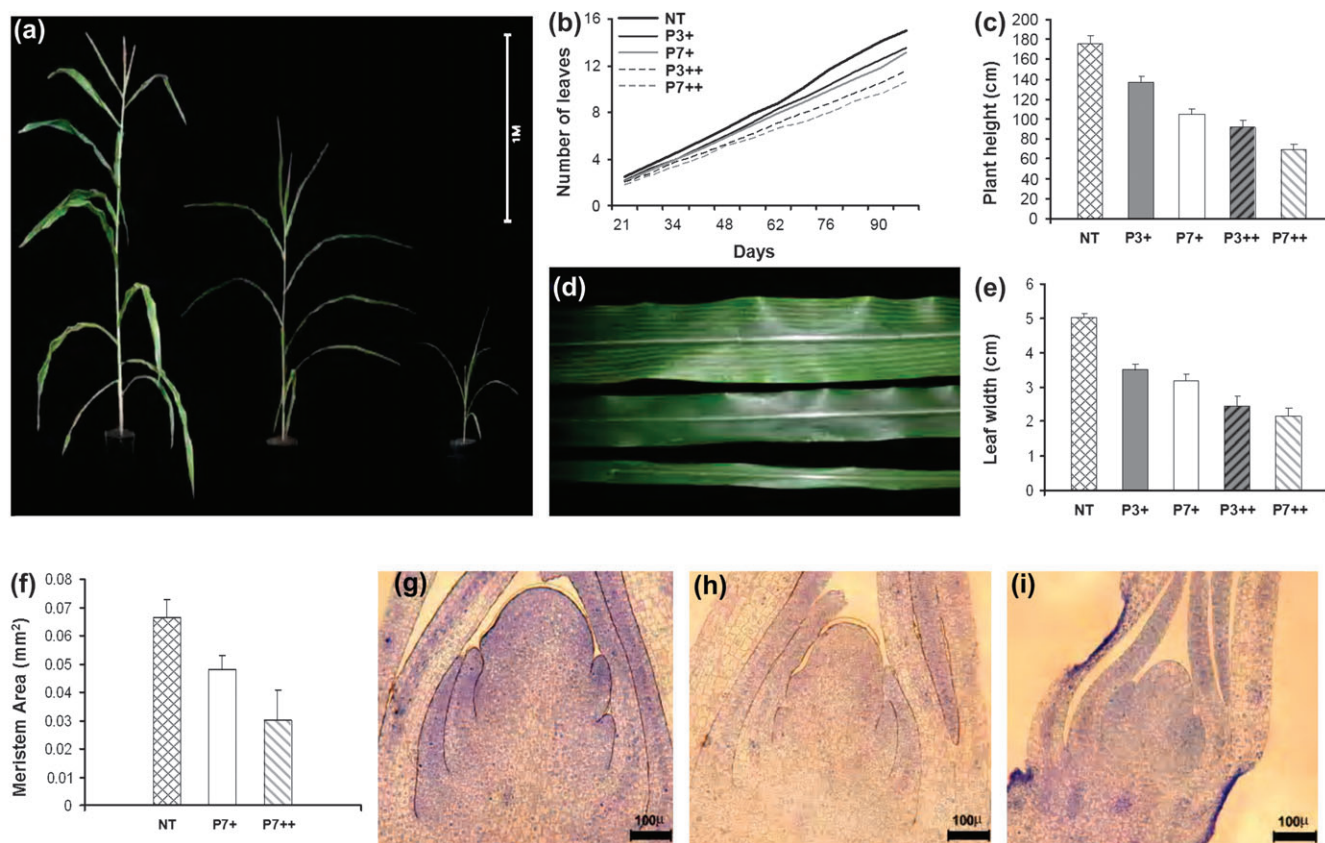 (a)
1M
(b)
Number of leaves
16
12
8
4
0
NT
P3+
P7+
P3++
P7++
21 34 48 62 76 90
Days
(c)
Plant height (cm)
200
180
160
140
120
100
80
60
40
20
0
NT P3+ P7+ P3++ P7++
(d)
(e)
Leaf width (cm)
6
5
4
3
2
1
0
NT P3+ P7+ P3++ P7++
(f)
Meristem Area (mm²)
0.08
0.07
0.06
0.05
0.04
0.03
0.02
0.01
0
NT P7+ P7++
(g)
100µ
(h)
100µ
(i)
100µ